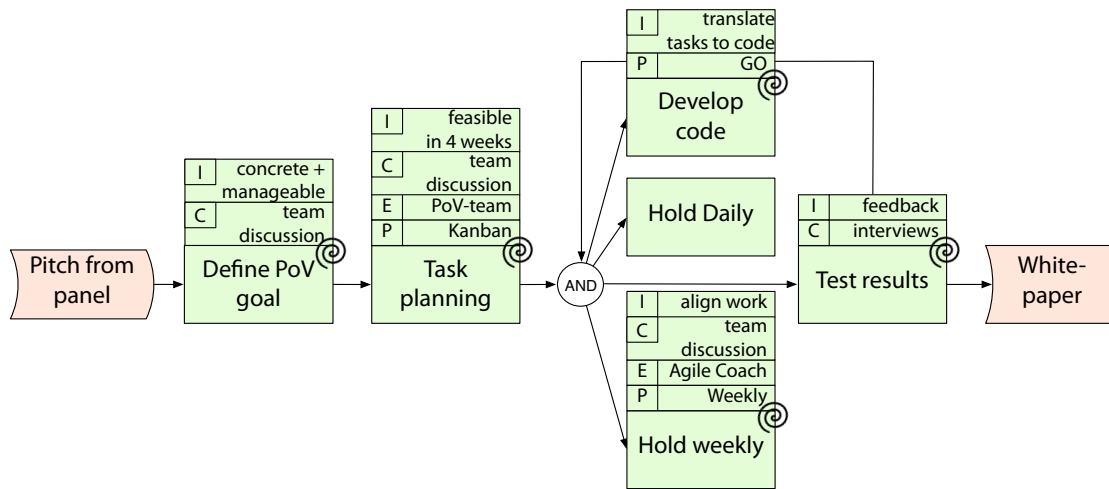 Pitch from
panel
I concrete +
manageable
C team
discussion
Define PoV
goal
I feasible
in 4 weeks
C team
discussion
E PoV-team
P Kanban
Task
planning
AND
I translate
tasks to code
P GO
Develop
code
Hold Daily
I align work
C team
discussion
E Agile Coach
P Weekly
Hold weekly
I feedback
C interviews
Test results
White-
paper